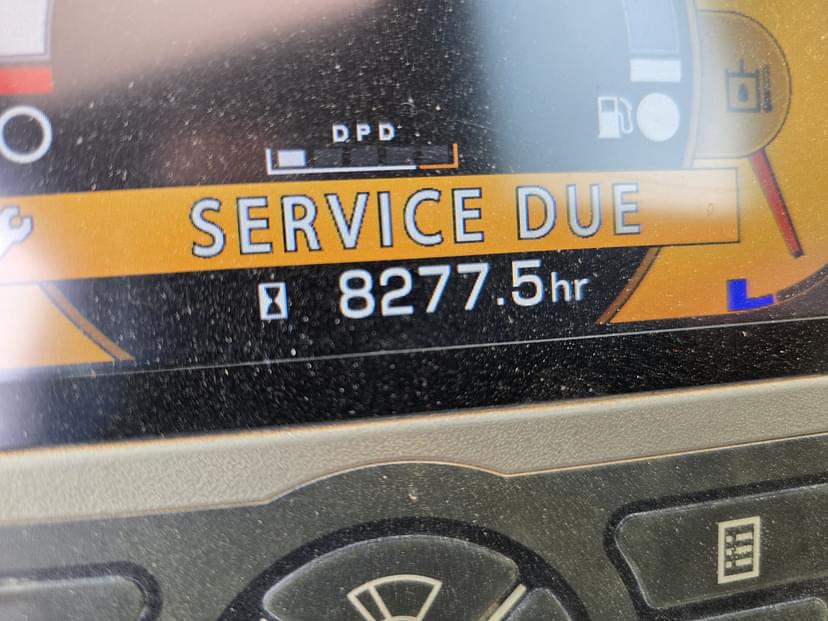 DPD
SERVICE DUE
8277.5hr
L